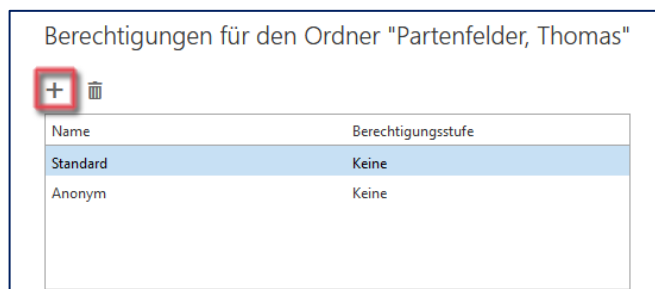 Berechtigungen für den Ordner "Partenfelder, Thomas"
Name Berechtigungsstufe
Standard Keine
Anonym Keine